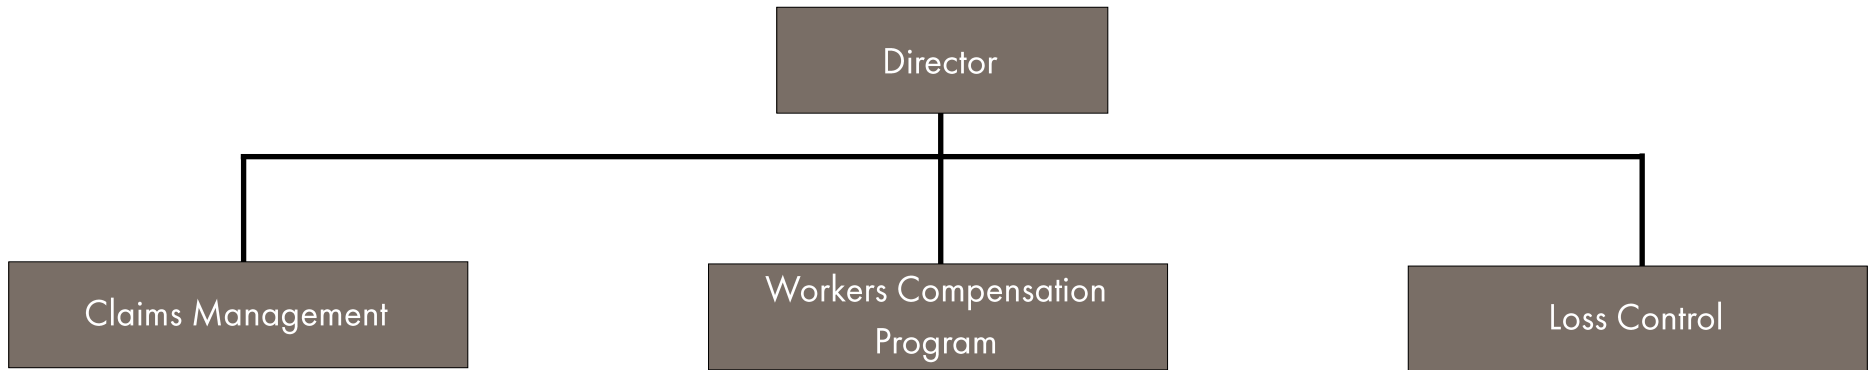 Director
Claims Management
Workers Compensation
Program
Loss Control